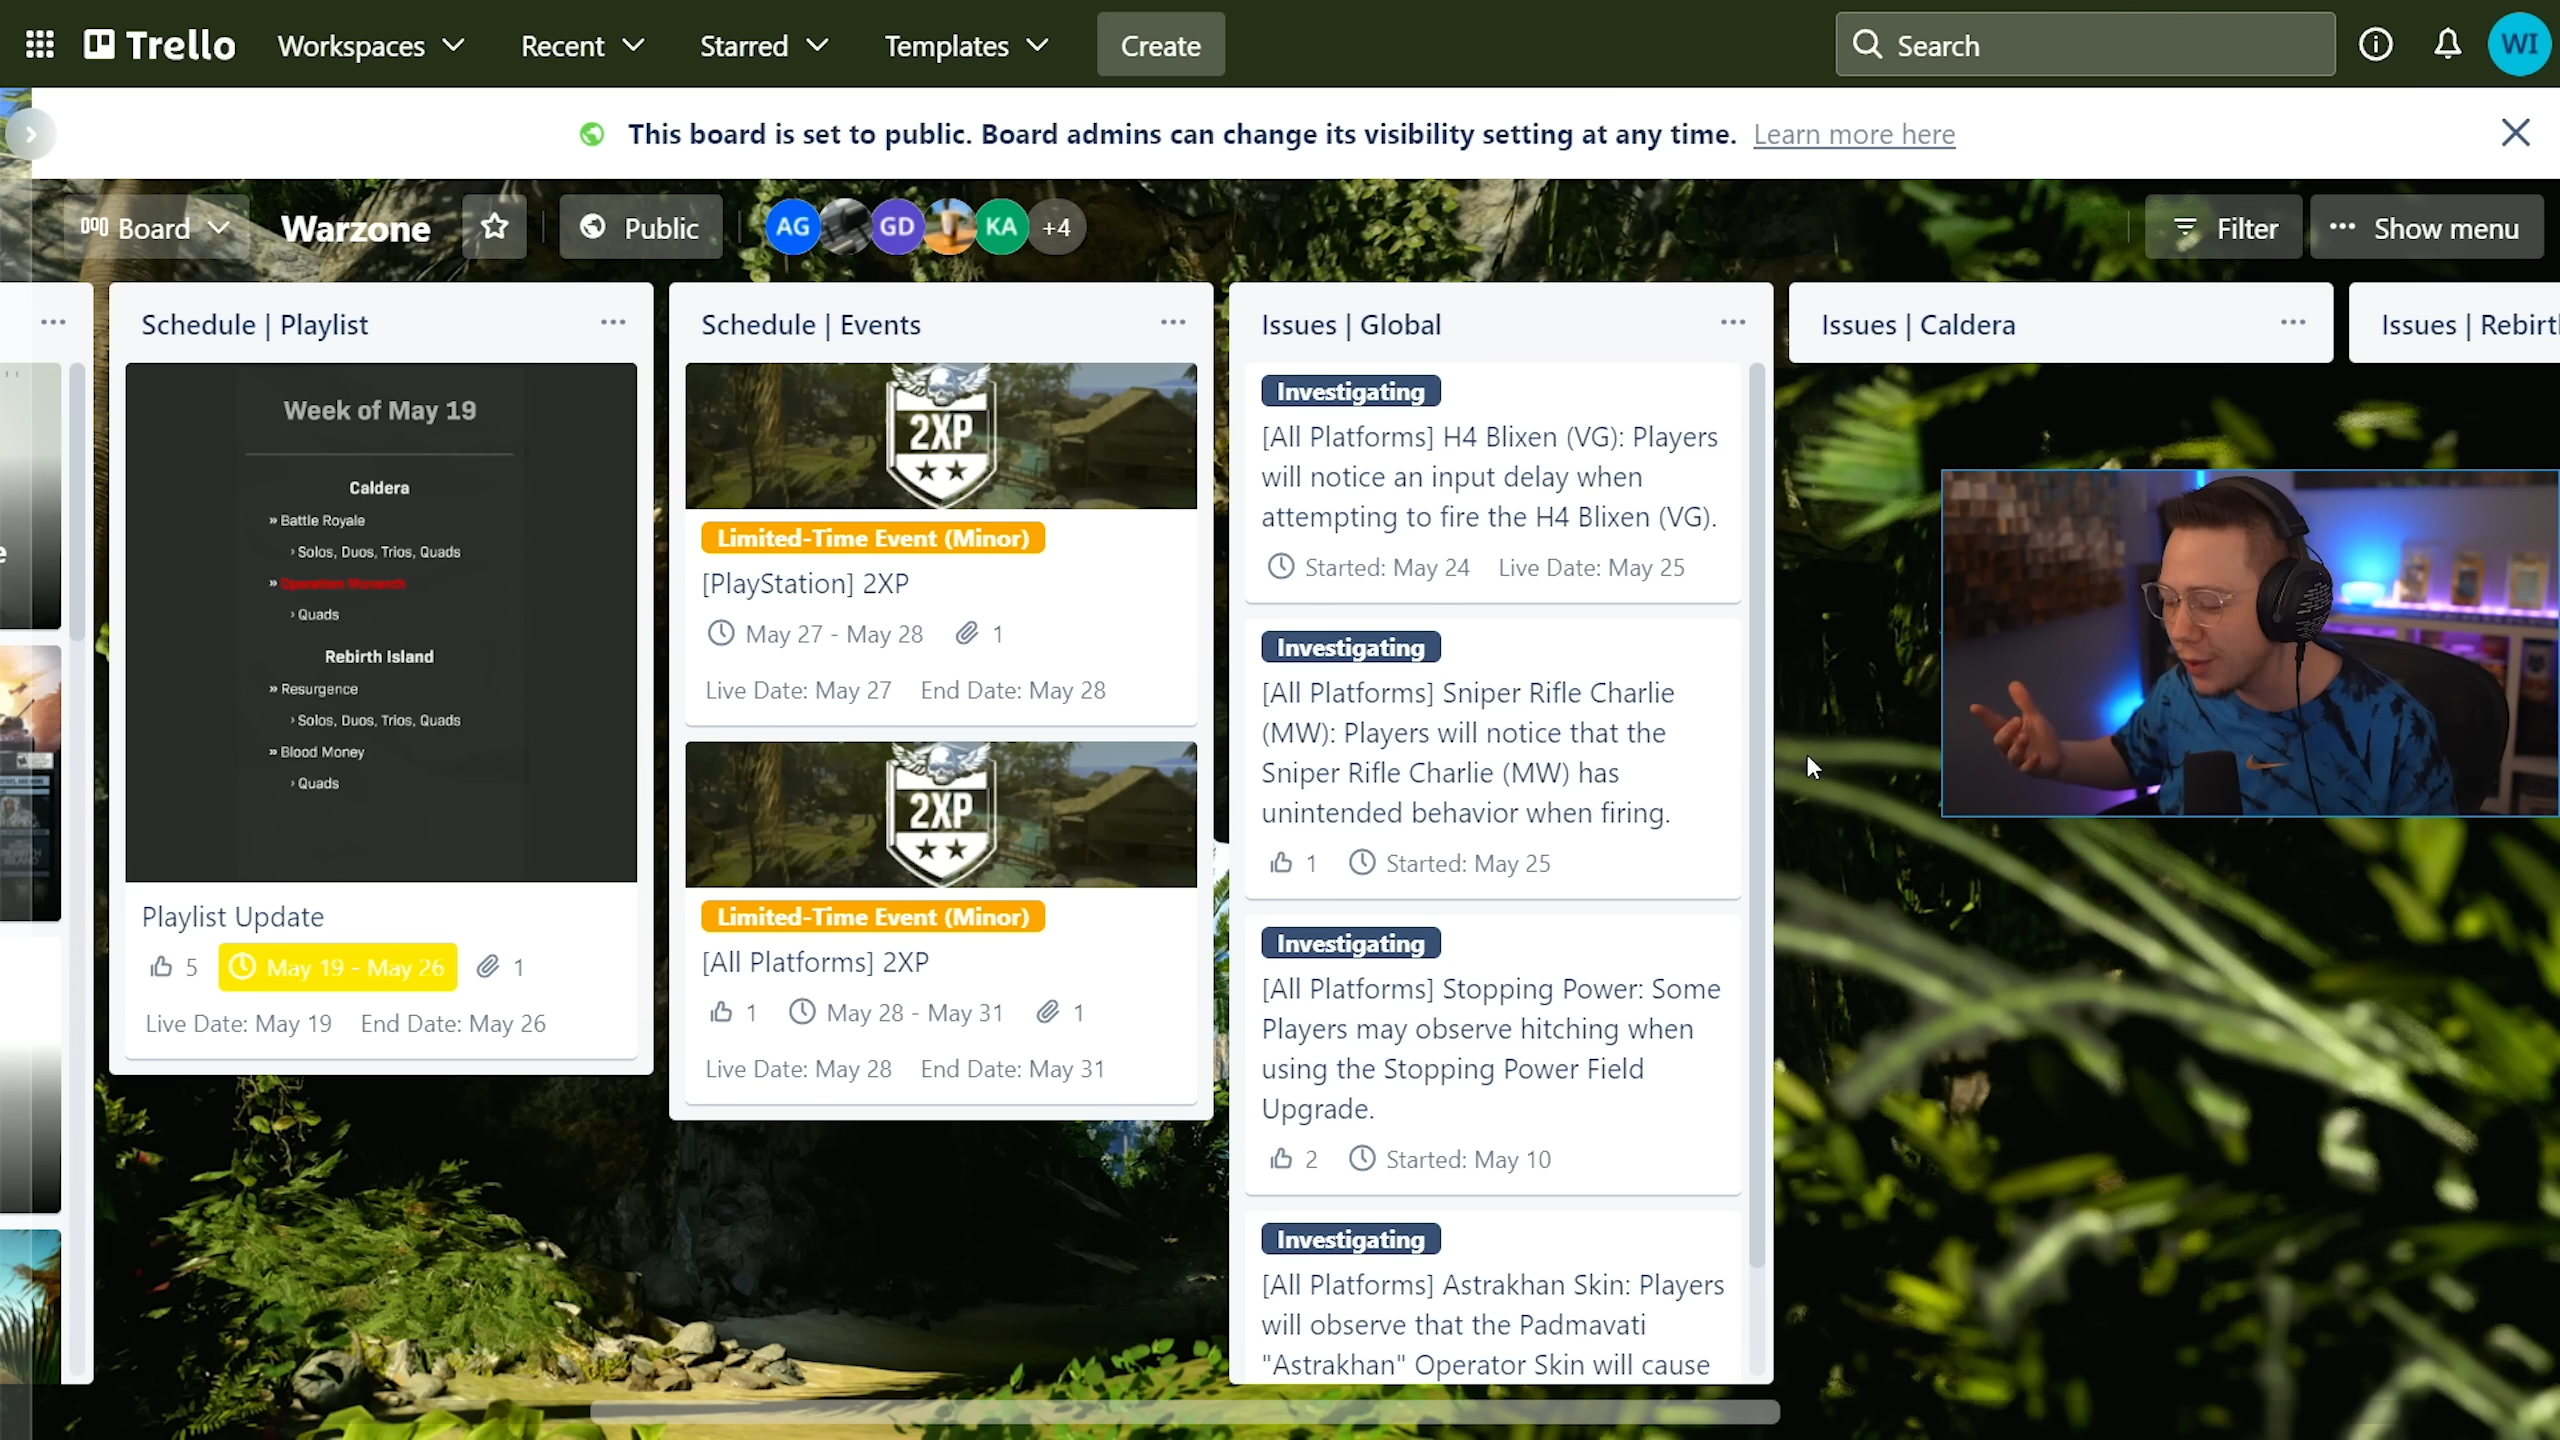 Trello
Workspaces
Recent
Starred
Templates
Create
Search
WI
This board is set to public. Board admins can change its visibility setting at any time. Learn more here
Board
Warzone
Public
AG
GD
KA
+4
Filter
Show menu
Schedule | Playlist
Week of May 19
Caldera
» Battle Royale
› Solos, Duos, Trios, Quads
» Operation Monarch
› Quads
Rebirth Island
» Resurgence
› Solos, Duos, Trios, Quads
» Blood Money
› Quads
Playlist Update
5
May 19 - May 26
1
Live Date: May 19 End Date: May 26
Schedule | Events
2XP
Limited-Time Event (Minor)
[PlayStation] 2XP
May 27 - May 28
1
Live Date: May 27 End Date: May 28
2XP
Limited-Time Event (Minor)
[All Platforms] 2XP
1
May 28 - May 31
1
Live Date: May 28 End Date: May 31
Issues | Global
Investigating
[All Platforms] H4 Blixen (VG): Players
will notice an input delay when
attempting to fire the H4 Blixen (VG).
Started: May 24 Live Date: May 25
Investigating
[All Platforms] Sniper Rifle Charlie
(MW): Players will notice that the
Sniper Rifle Charlie (MW) has
unintended behavior when firing.
1
Started: May 25
Investigating
[All Platforms] Stopping Power: Some
Players may observe hitching when
using the Stopping Power Field
Upgrade.
2
Started: May 10
Investigating
[All Platforms] Astrakhan Skin: Players
will observe that the Padmavati
"Astrakhan" Operator Skin will cause
Issues | Caldera
Issues | Rebirt